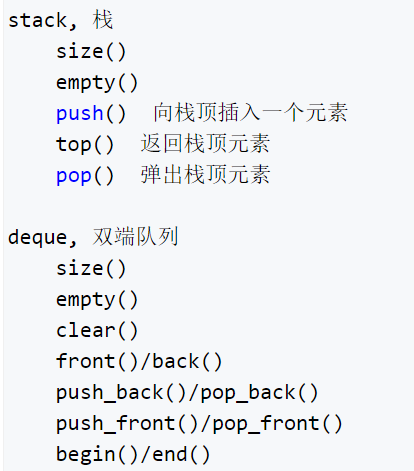 stack, 栈
size()
empty()
push() 向栈顶插入一个元素
top() 返回栈顶元素
pop() 弹出栈顶元素
deque, 双端队列
size()
empty()
clear()
front()/back()
push_back()/pop_back()
push_front()/pop_front()
begin()/end()